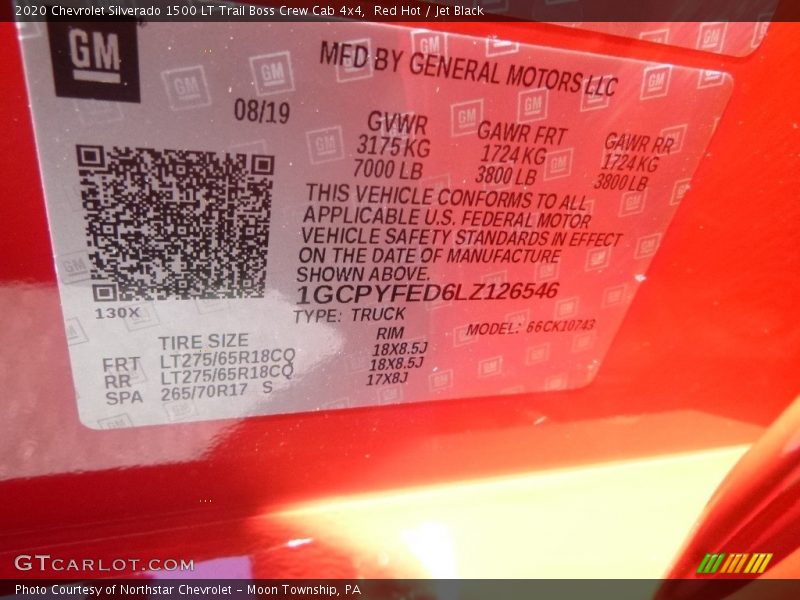 2020 Chevrolet Silverado 1500 LT Trail Boss Crew Cab 4x4,  Red Hot / Jet Black
GM
MFD BY GENERAL MOTORS LLC
08/19
GVWR GAWR FRT GAWR RR
3175 KG 1724 KG 1724 KG
7000 LB 3800 LB 3800 LB
THIS VEHICLE CONFORMS TO ALL
APPLICABLE U.S. FEDERAL MOTOR
VEHICLE SAFETY STANDARDS IN EFFECT
ON THE DATE OF MANUFACTURE
SHOWN ABOVE.
1GCPYFED6LZ126546
130X
TYPE: TRUCK MODEL: 66CK10743
TIRE SIZE RIM
FRT LT275/65R18CQ 18X8.5J
RR LT275/65R18CQ 18X8.5J
SPA 265/70R17 S 17X8J
GTCARLOT.COM
Photo Courtesy of Northstar Chevrolet - Moon Township, PA